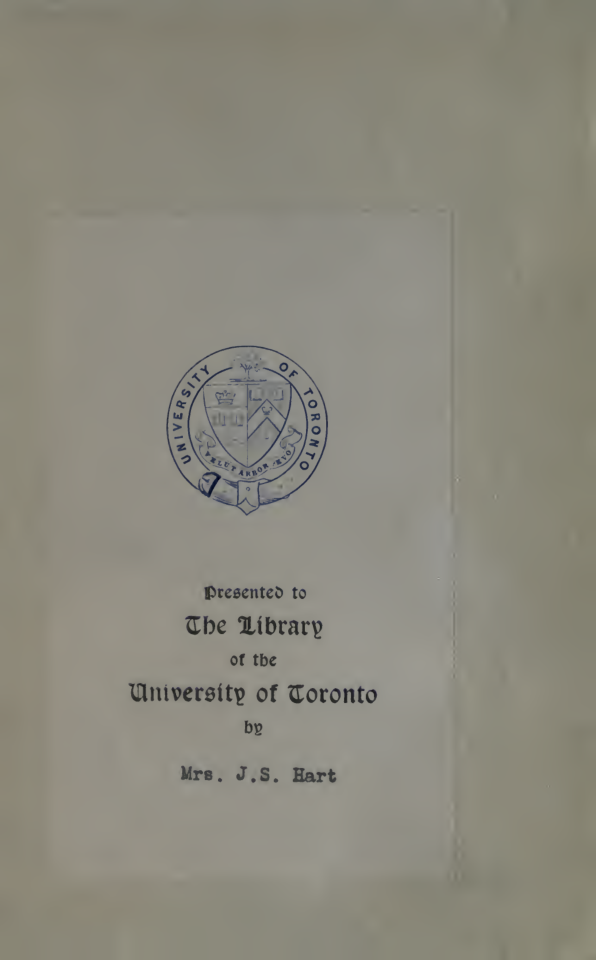 UNIVERSITY OF TORONTO
VELUT ARBOR ÆVO
Presented to
The Library
of the
University of Toronto
by
Mrs. J.S. Hart